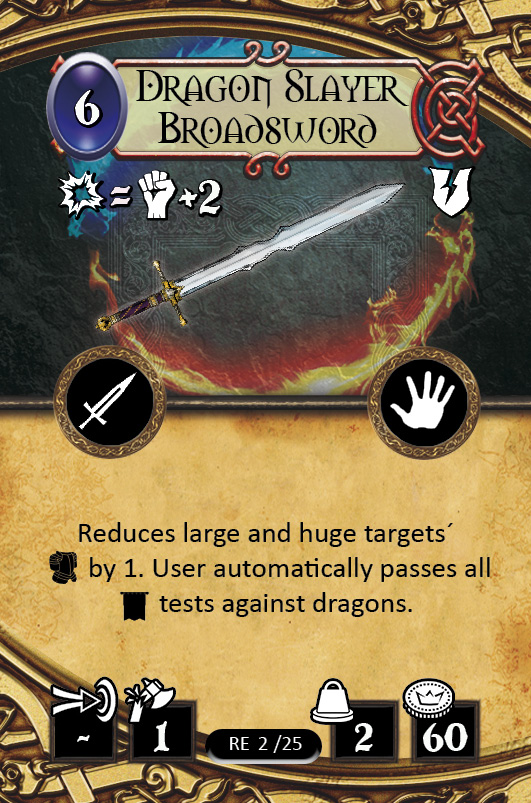 6
DRAGON SLAYER
BROADSWORD
= +2
Reduces large and huge targets´
by 1. User automatically passes all
tests against dragons.
- 1 RE 2 /25 2 60